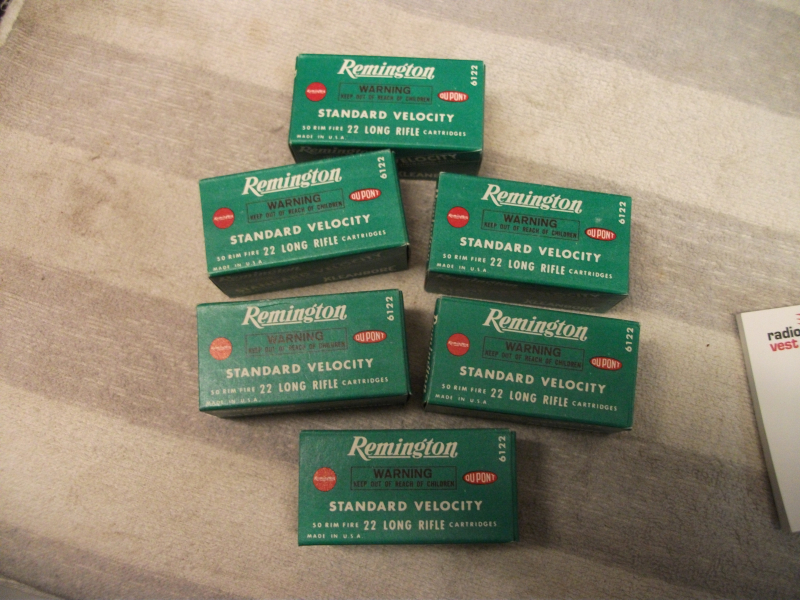 Remington
6122
WARNING
KEEP OUT OF REACH OF CHILDREN
DU PONT
STANDARD VELOCITY
50 RIM FIRE 22 LONG RIFLE CARTRIDGES
MADE IN U.S.A.
Remington
6122
WARNING
KEEP OUT OF REACH OF CHILDREN
Remington
DU PONT
STANDARD VELOCITY
50 RIM FIRE 22 LONG RIFLE CARTRIDGES
MADE IN U.S.A.
Remington
6122
WARNING
KEEP OUT OF REACH OF CHILDREN
DU PONT
STANDARD VELOCITY
50 RIM FIRE 22 LONG RIFLE CARTRIDGES
MADE IN U.S.A.
Remington
6122
WARNING
KEEP OUT OF REACH OF CHILDREN
DU PONT
STANDARD VELOCITY
50 RIM FIRE 22 LONG RIFLE CARTRIDGES
MADE IN U.S.A.
Remington
6122
WARNING
KEEP OUT OF REACH OF CHILDREN
DU PONT
STANDARD VELOCITY
50 RIM FIRE 22 LONG RIFLE CARTRIDGES
MADE IN U.S.A.
Remington
6122
WARNING
KEEP OUT OF REACH OF CHILDREN
DU PONT
STANDARD VELOCITY
50 RIM FIRE 22 LONG RIFLE CARTRIDGES
MADE IN U.S.A.
radio
vest